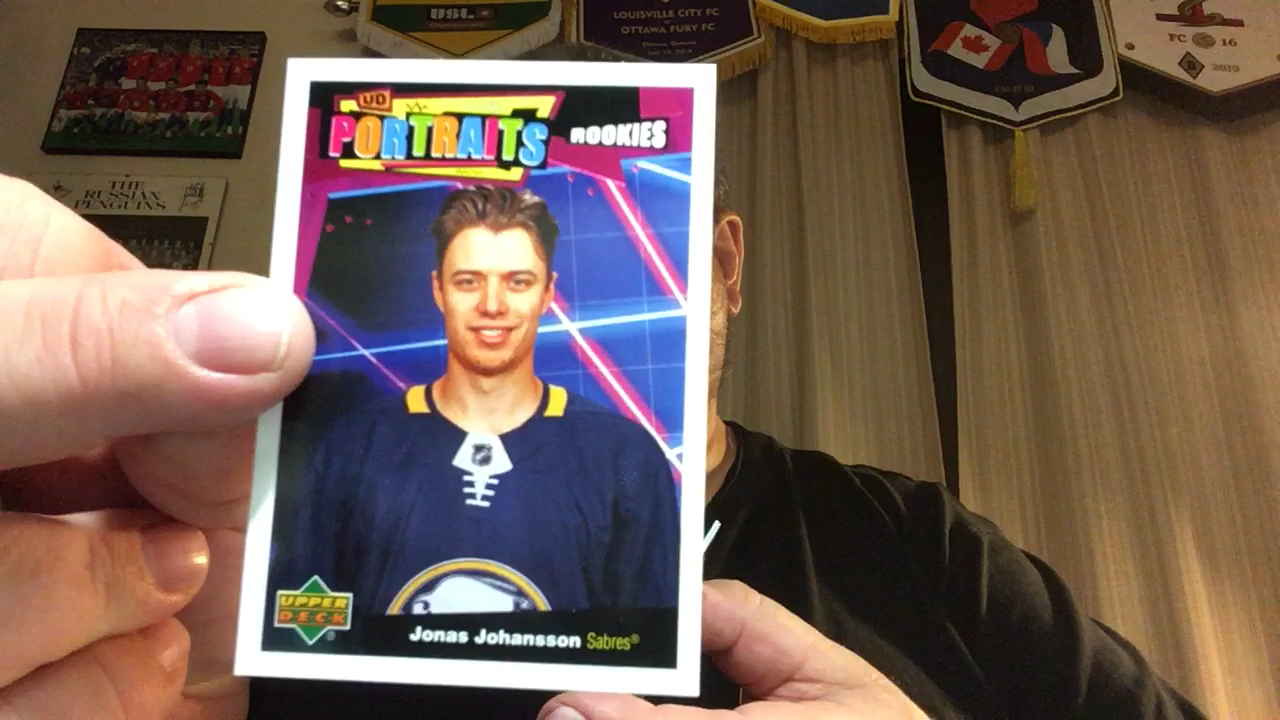 USL
LOUISVILLE CITY FC
OTTAWA FURY FC
FC 16
2019
THE
RUSSIAN
PENGUINS
UD
PORTRAITS
ROOKIES
UPPER
DECK
Jonas Johansson Sabres®